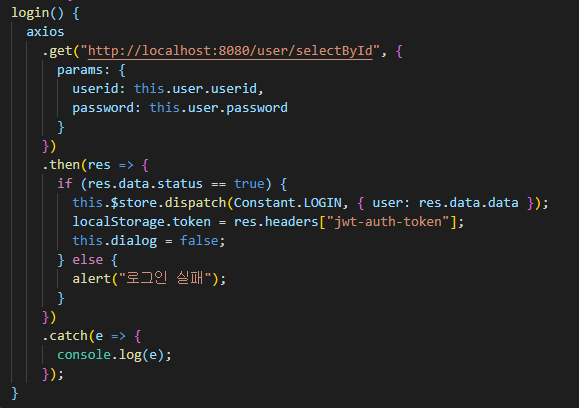 login() {
  axios
    .get("http://localhost:8080/user/selectById", {
      params: {
        userid: this.user.userid,
        password: this.user.password
      }
    })
    .then(res => {
      if (res.data.status == true) {
        this.$store.dispatch(Constant.LOGIN, { user: res.data.data });
        localStorage.token = res.headers["jwt-auth-token"];
        this.dialog = false;
      } else {
        alert("로그인 실패");
      }
    })
    .catch(e => {
      console.log(e);
    });
}